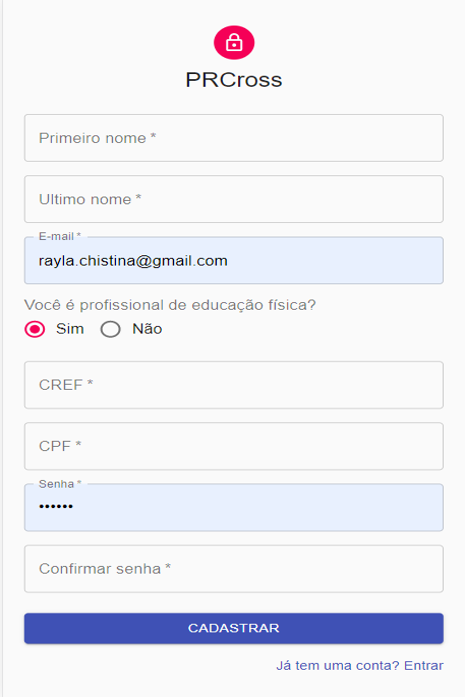 PRCross
Primeiro nome *
Ultimo nome *
E-mail *
rayla.chistina@gmail.com
Você é profissional de educação física?
Sim Não
CREF *
CPF *
Senha *
••••••
Confirmar senha *
CADASTRAR
Já tem uma conta? Entrar